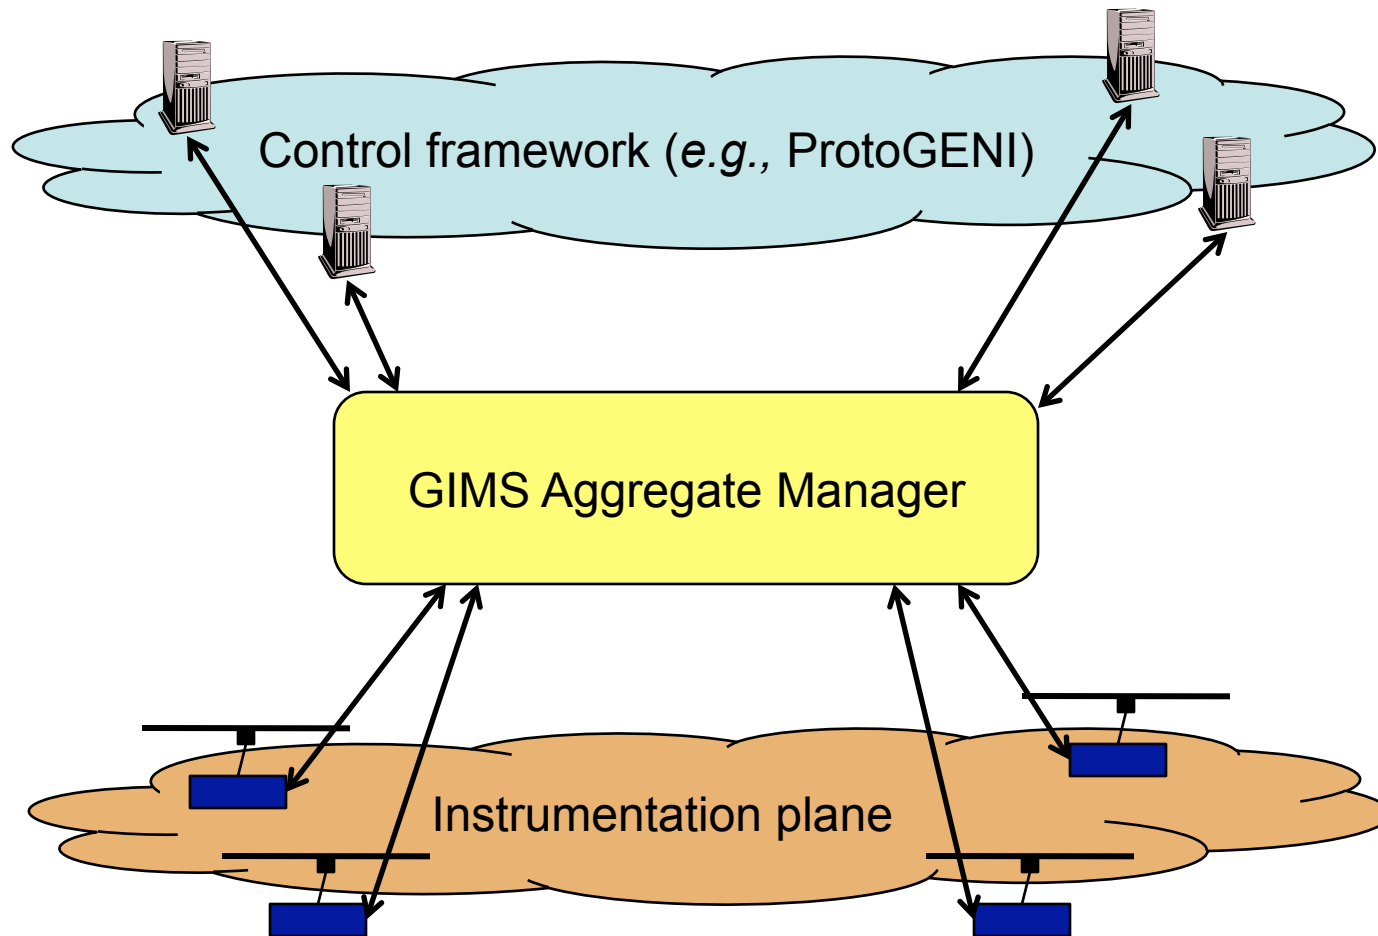 Control framework (e.g., ProtoGENI)
GIMS Aggregate Manager
Instrumentation plane